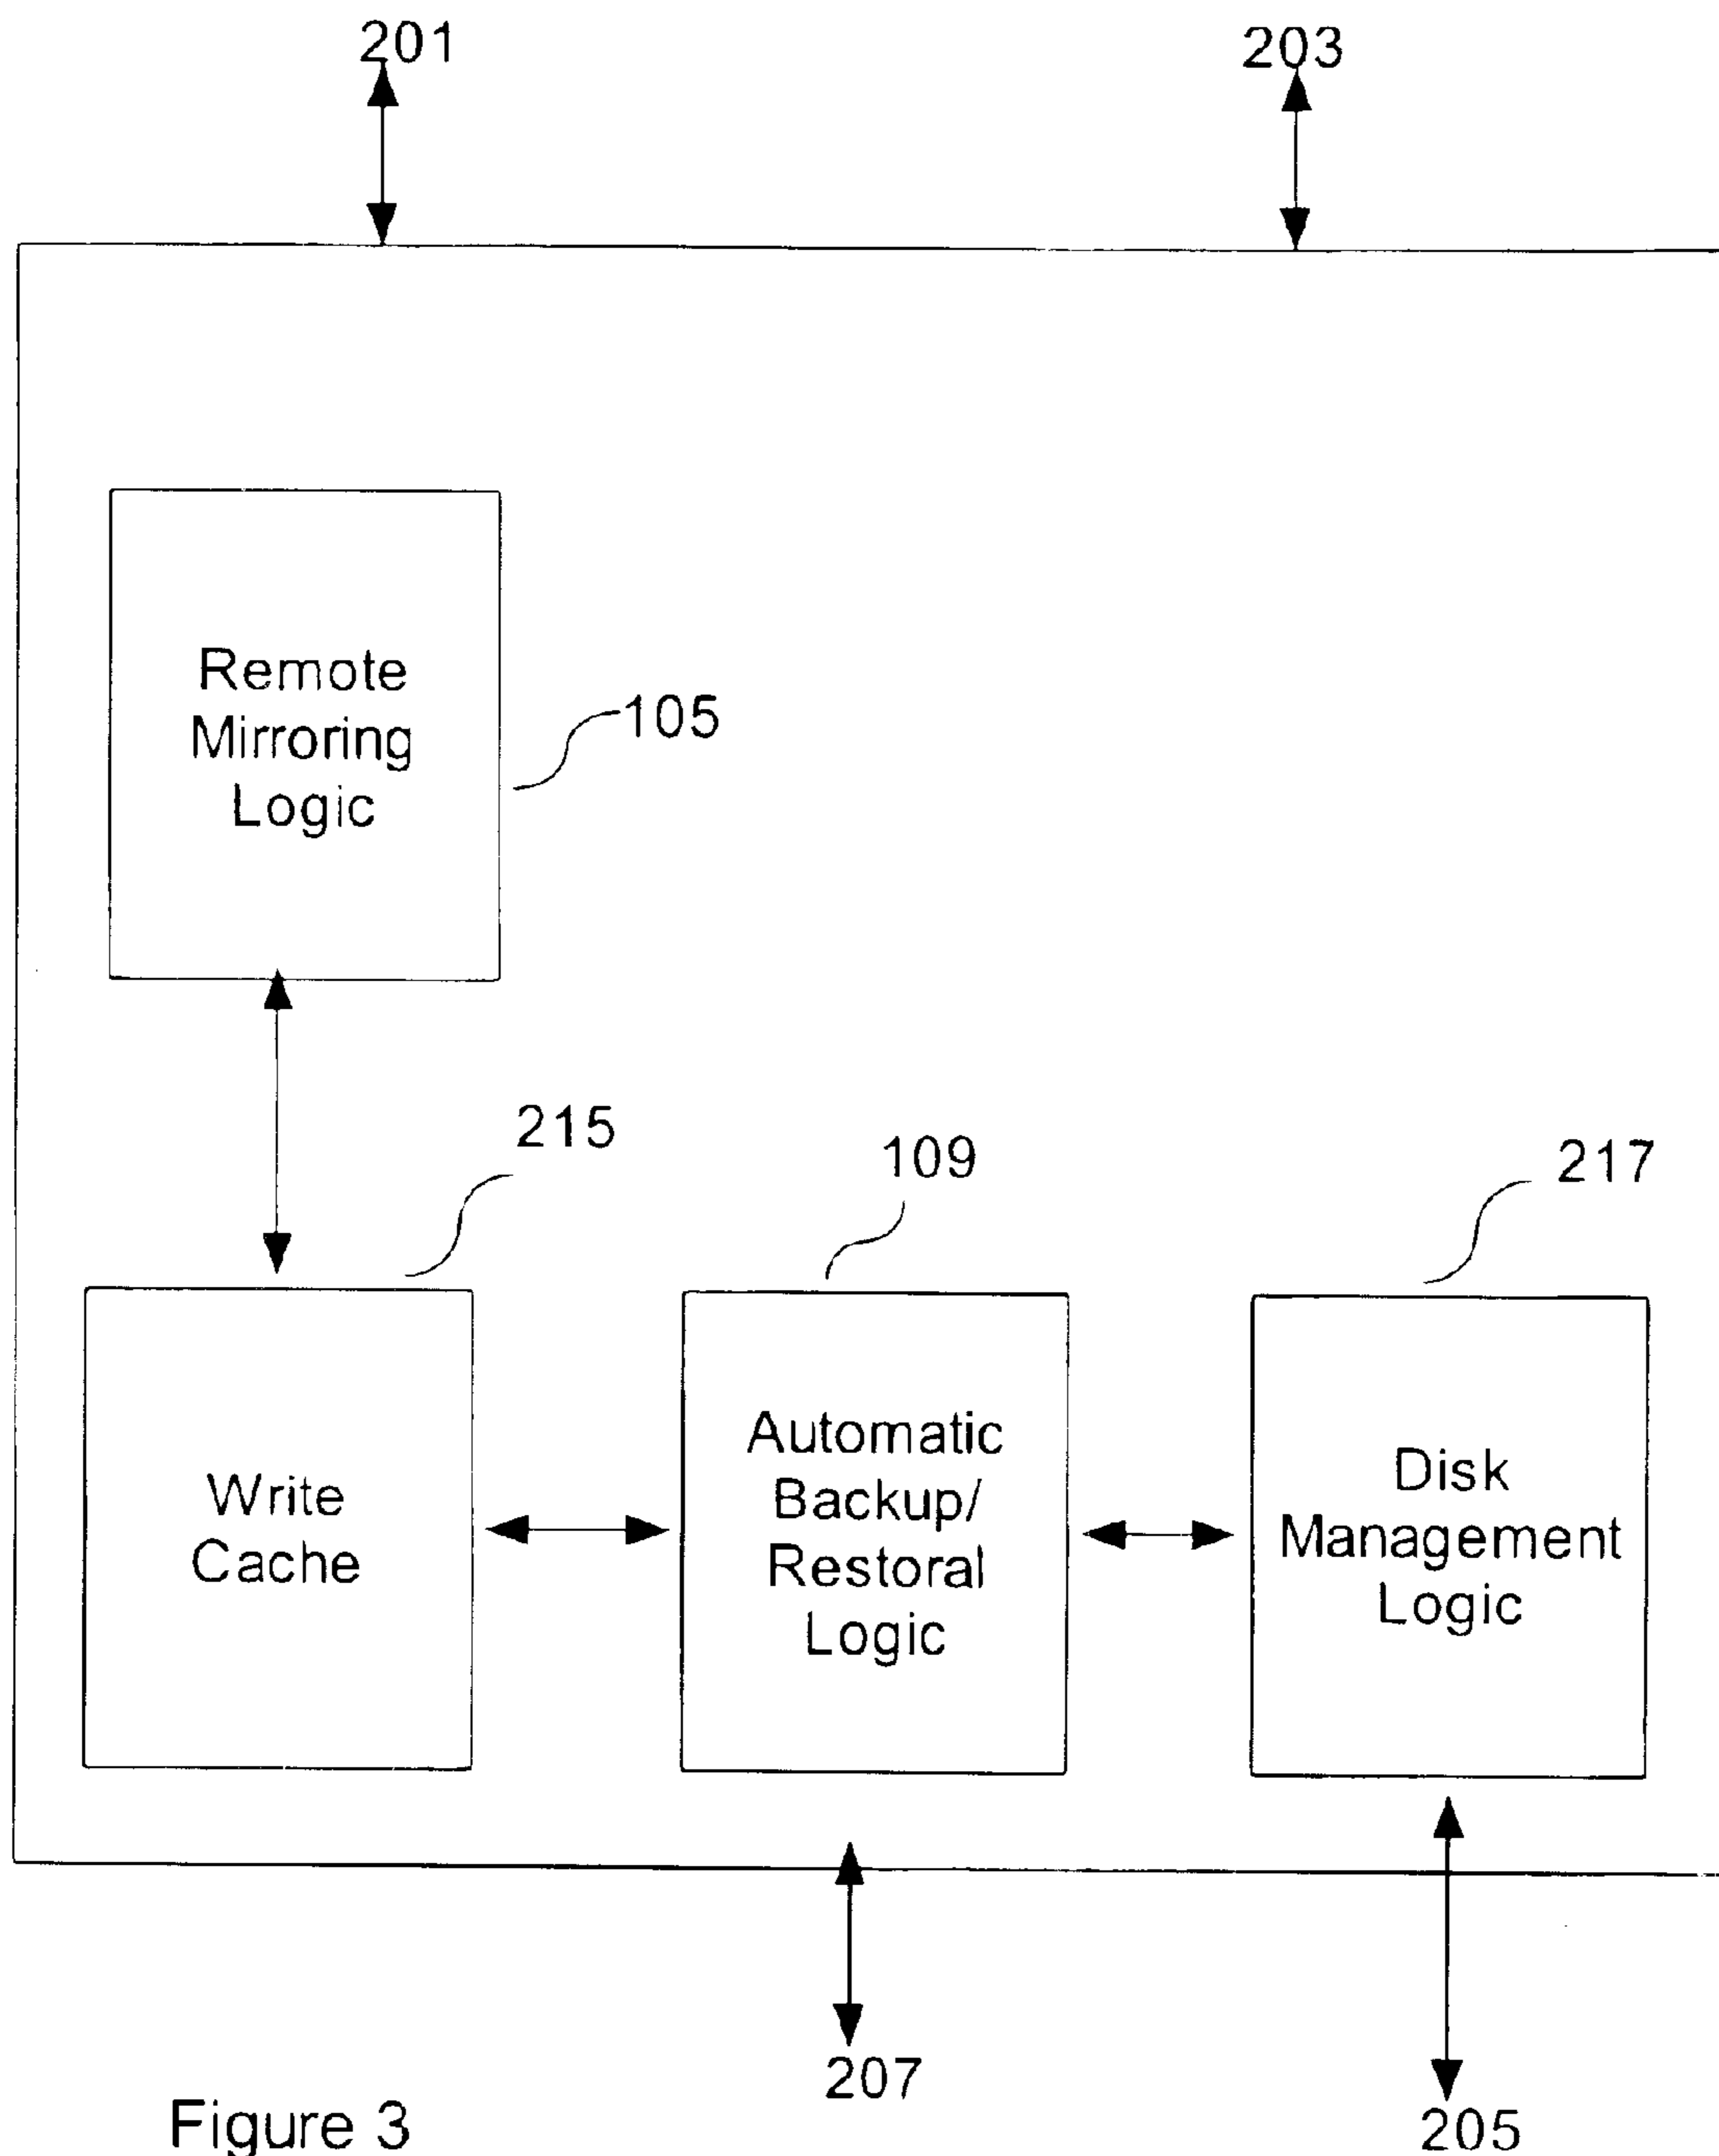 201
203
Remote
Mirroring
Logic
105
215
109
217
Write
Cache
Automatic
Backup/
Restoral
Logic
Disk
Management
Logic
207
205
Figure 3